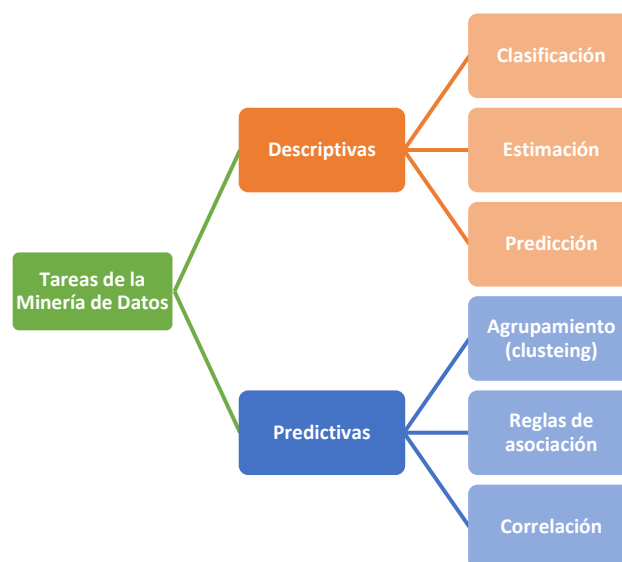 Clasificación
Descriptivas
Estimación
Predicción
Tareas de la
Minería de Datos
Agrupamiento
(clusteing)
Predictivas
Reglas de
asociación
Correlación